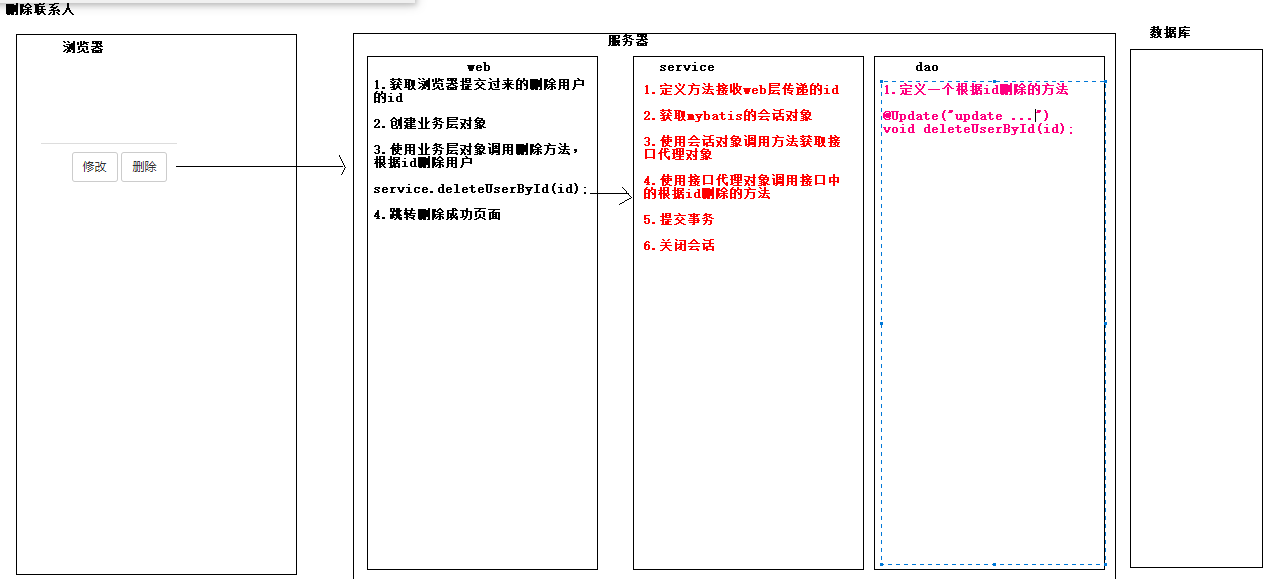 删除联系人
浏览器
修改 删除
服务器
web
1.获取浏览器提交过来的删除用户
的id
2.创建业务层对象
3.使用业务层对象调用删除方法，
根据id删除用户
service.deleteUserById(id);
4.跳转删除成功页面
service
1.定义方法接收web层传递的id
2.获取mybatis的会话对象
3.使用会话对象调用方法获取接
口代理对象
4.使用接口代理对象调用接口中
的根据id删除的方法
5.提交事务
6.关闭会话
dao
1.定义一个根据id删除的方法
@Update("update ...")
void deleteUserById(id);
数据库